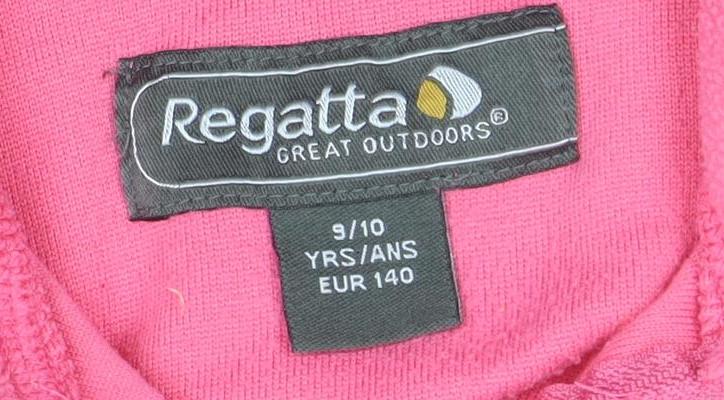 Regatta
GREAT OUTDOORS®
9/10
YRS/ANS
EUR 140